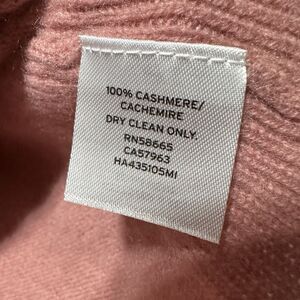 100% CASHMERE/
CACHEMIRE
DRY CLEAN ONLY.
RN58665
CA57963
HA435105MI